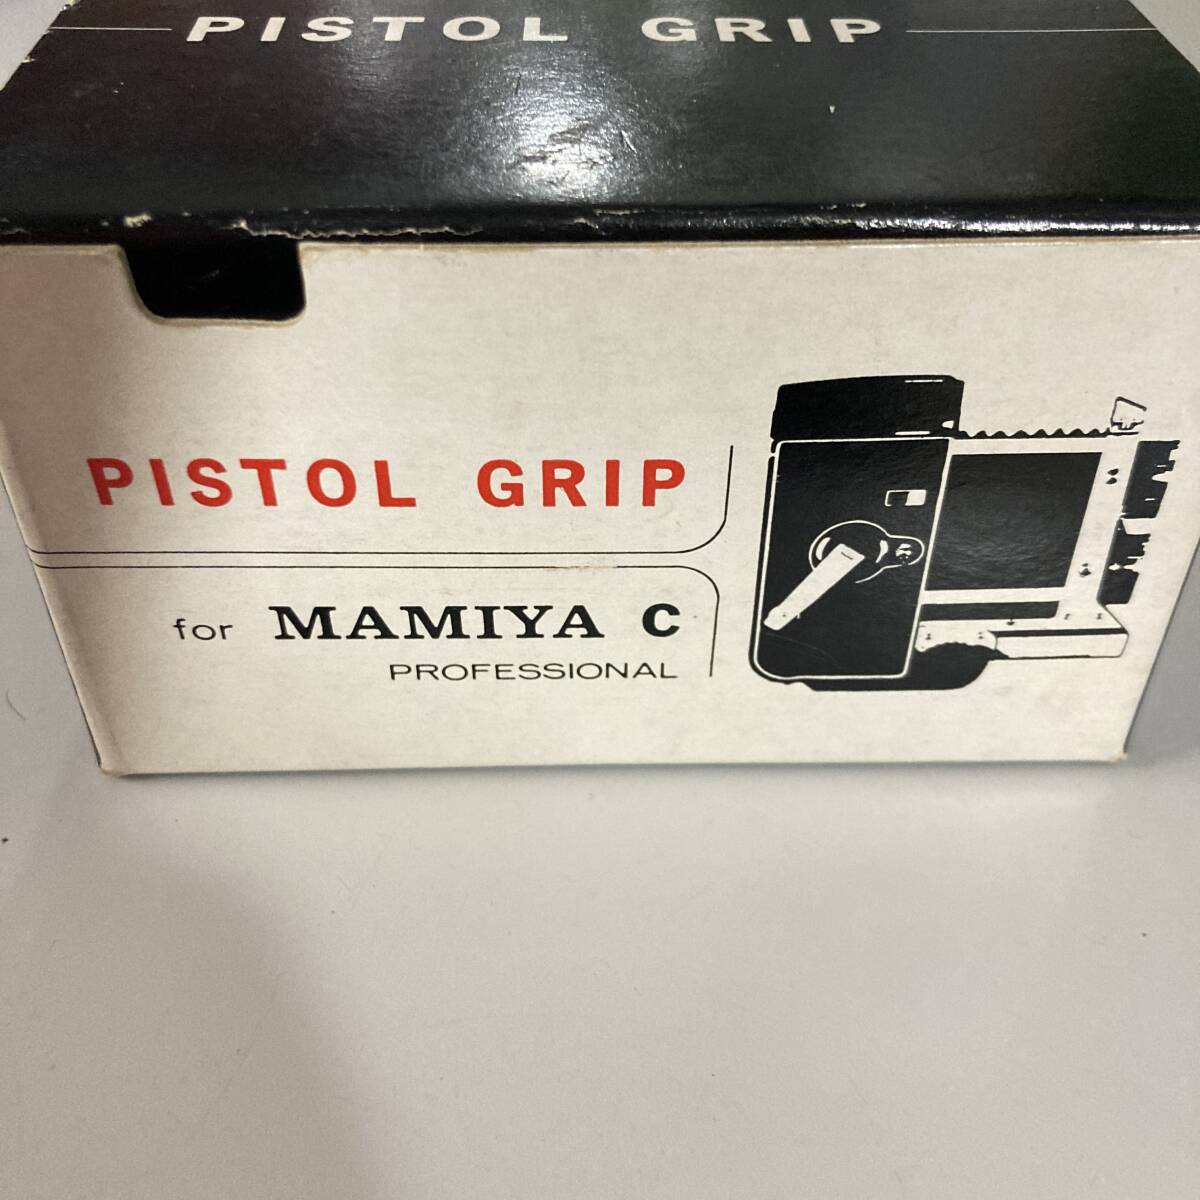 PISTOL GRIP
PISTOL GRIP
for MAMIYA C
PROFESSIONAL